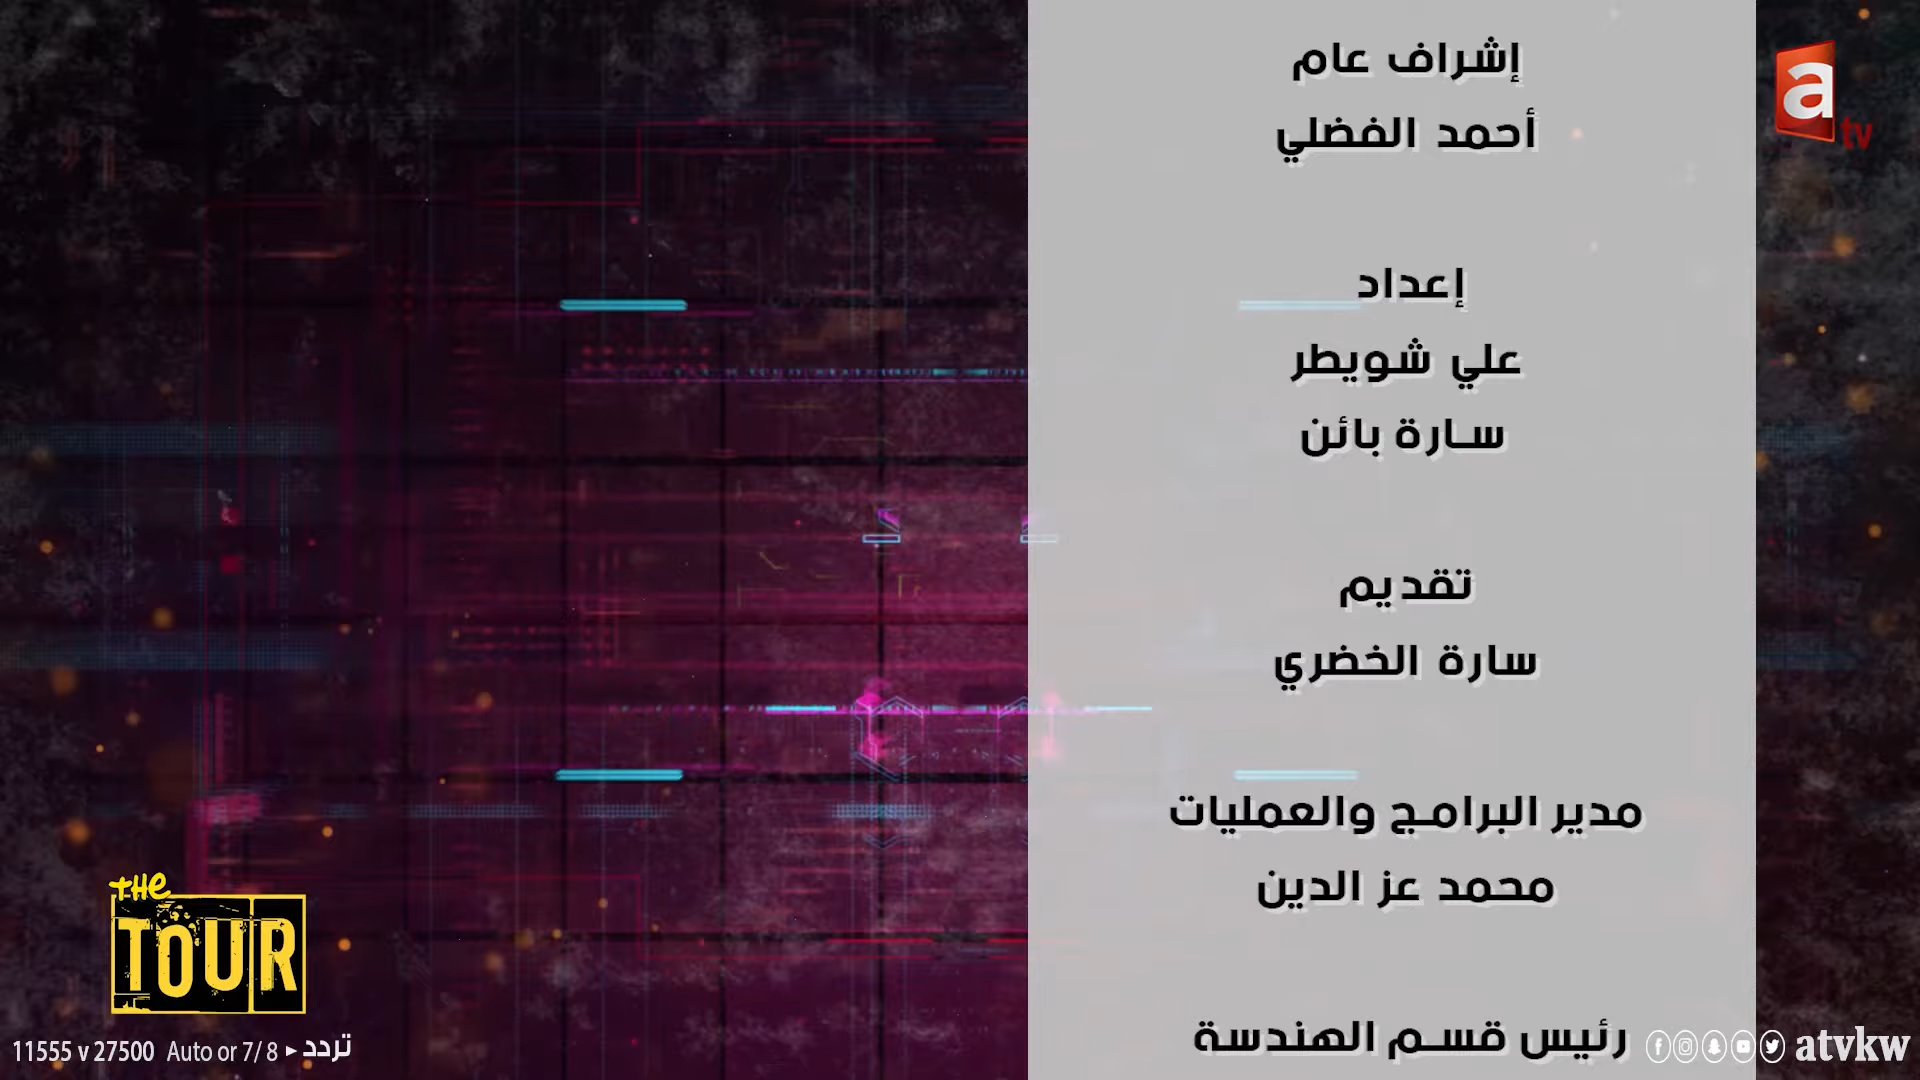 إشراف عام
أحمد الفضلي
إعداد
علي شويطر
سارة بائن
تقديم
سارة الخضري
مدير البرامج والعمليات
محمد عز الدين
رئيس قسم الهندسة
a tv
THE
TOUR
11555 v 27500 Auto or 7/8 ▸ تردد
atvkw